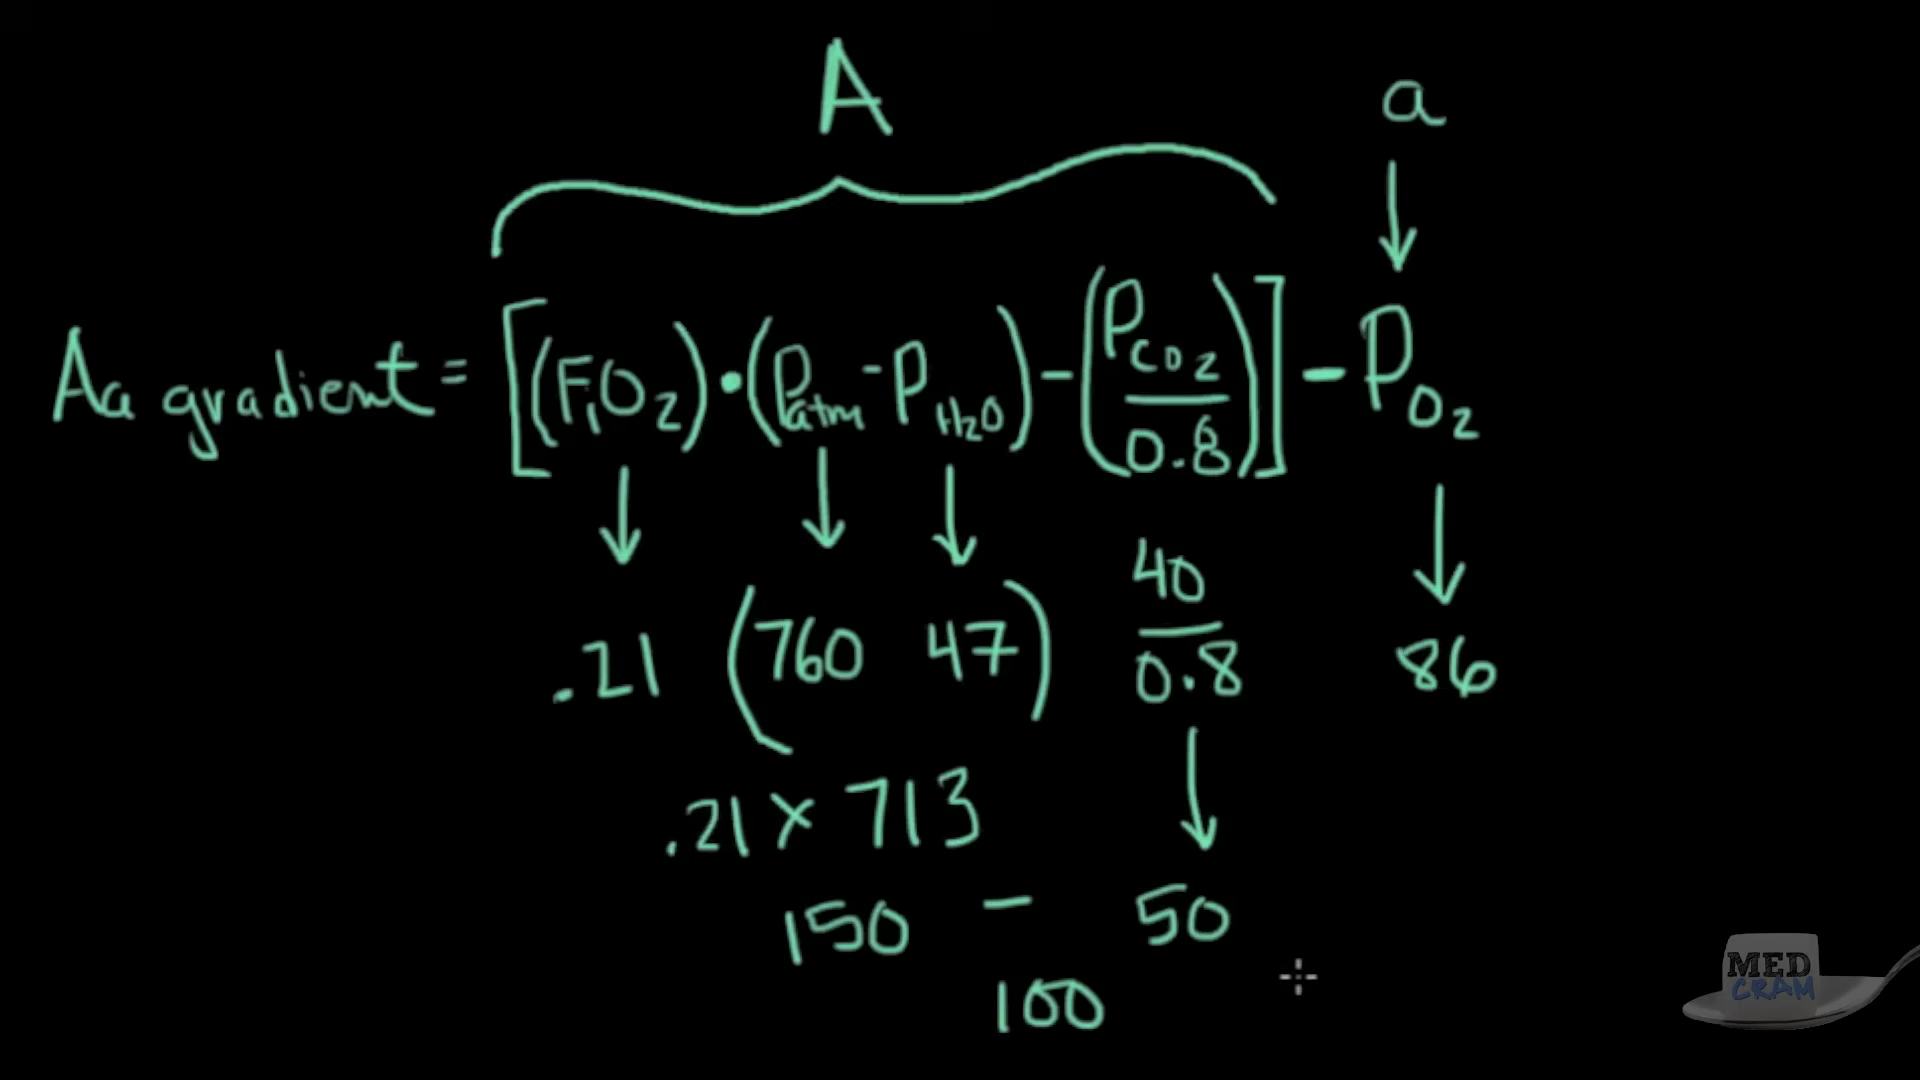 A a
Aa gradient = [(FiO2) • (Patm - PH2O) - (PCO2/0.8)] - PO2
.21 (760 47) 40/0.8 86
.21 x 713
150 - 50
100
MED
CRAM